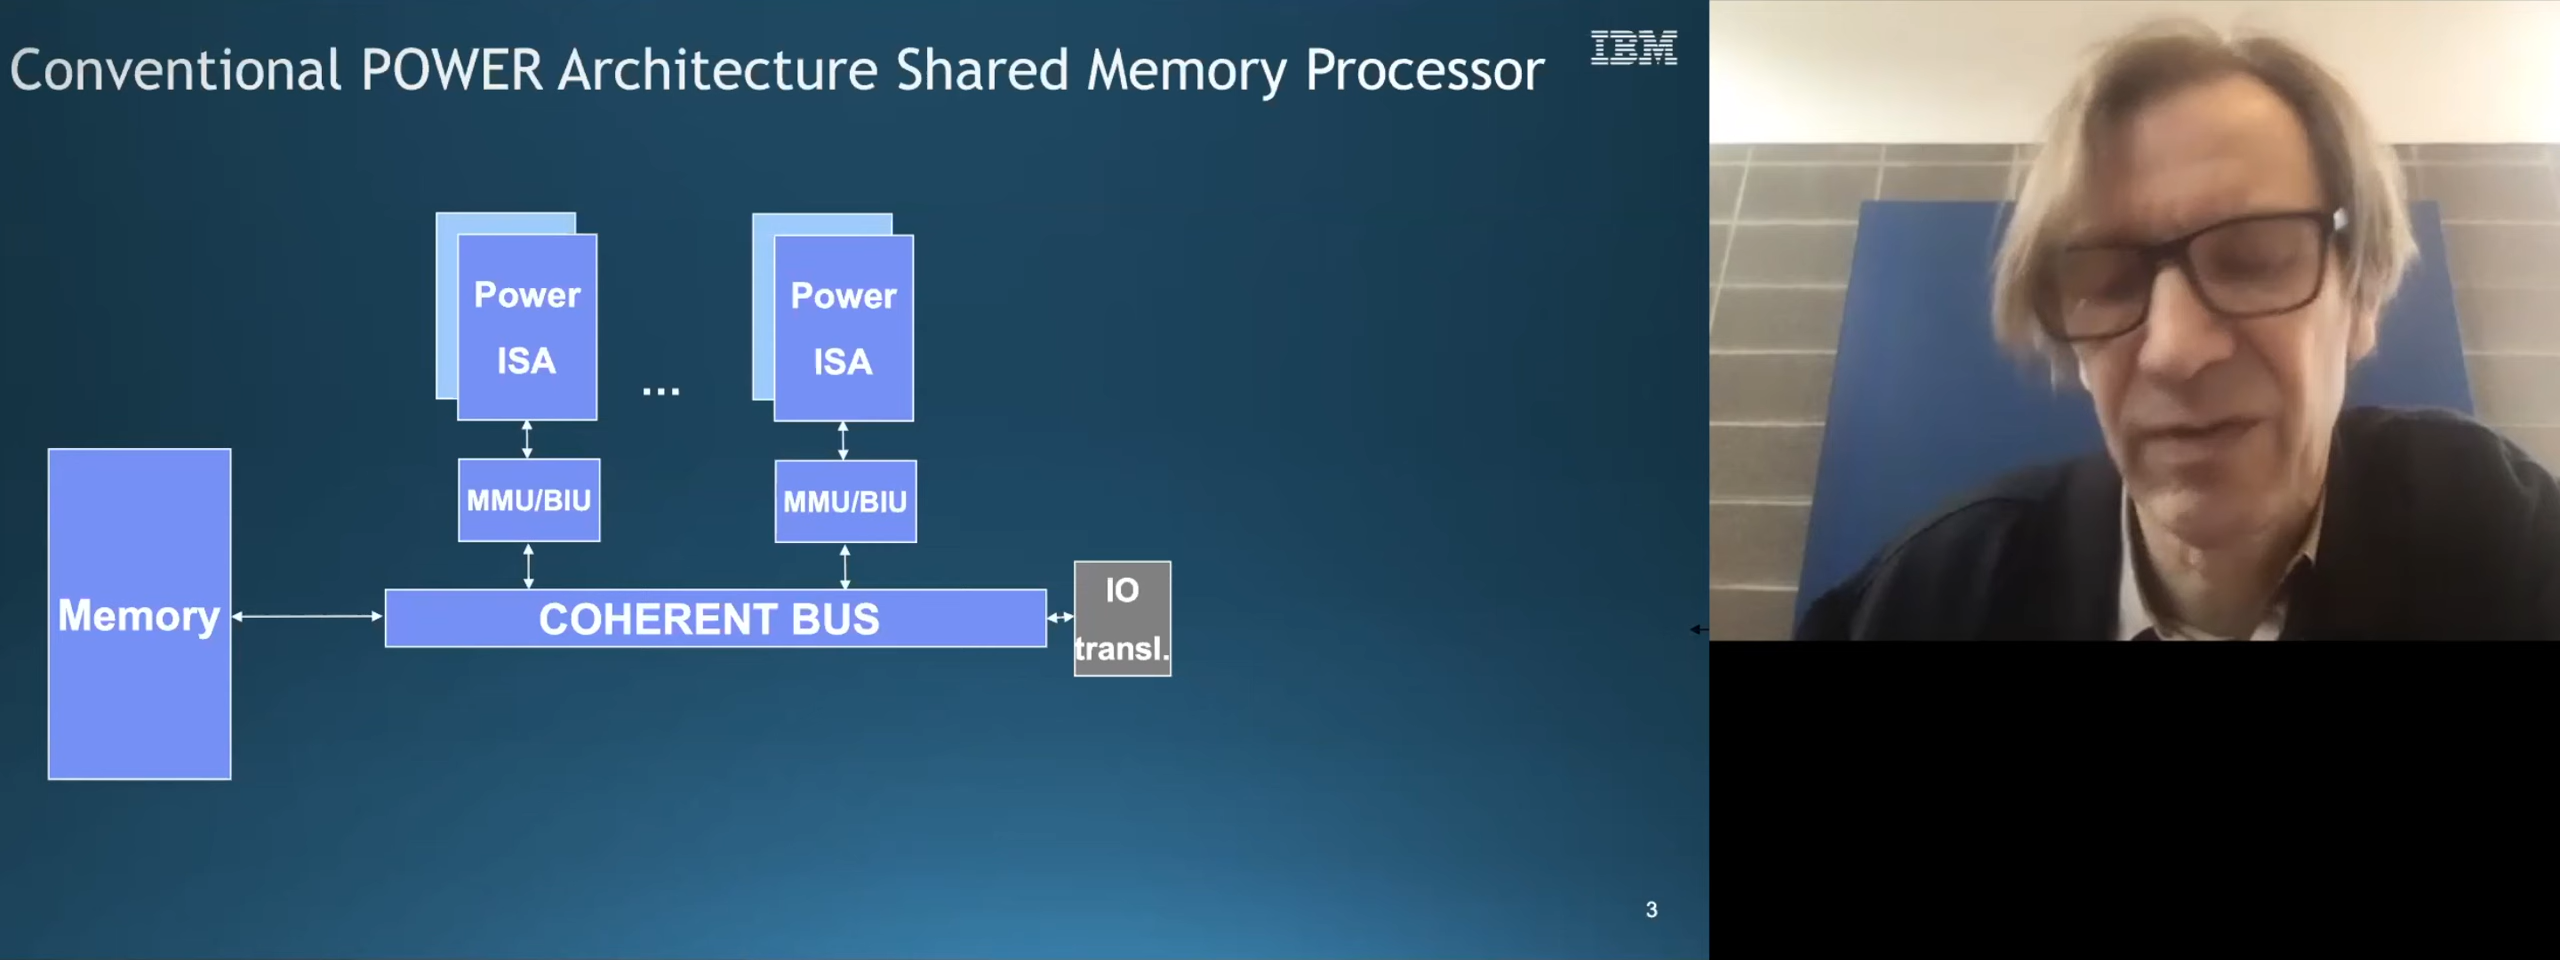 Conventional POWER Architecture Shared Memory Processor
IBM
Power
ISA
...
Power
ISA
MMU/BIU
MMU/BIU
Memory
COHERENT BUS
IO
transl.
3